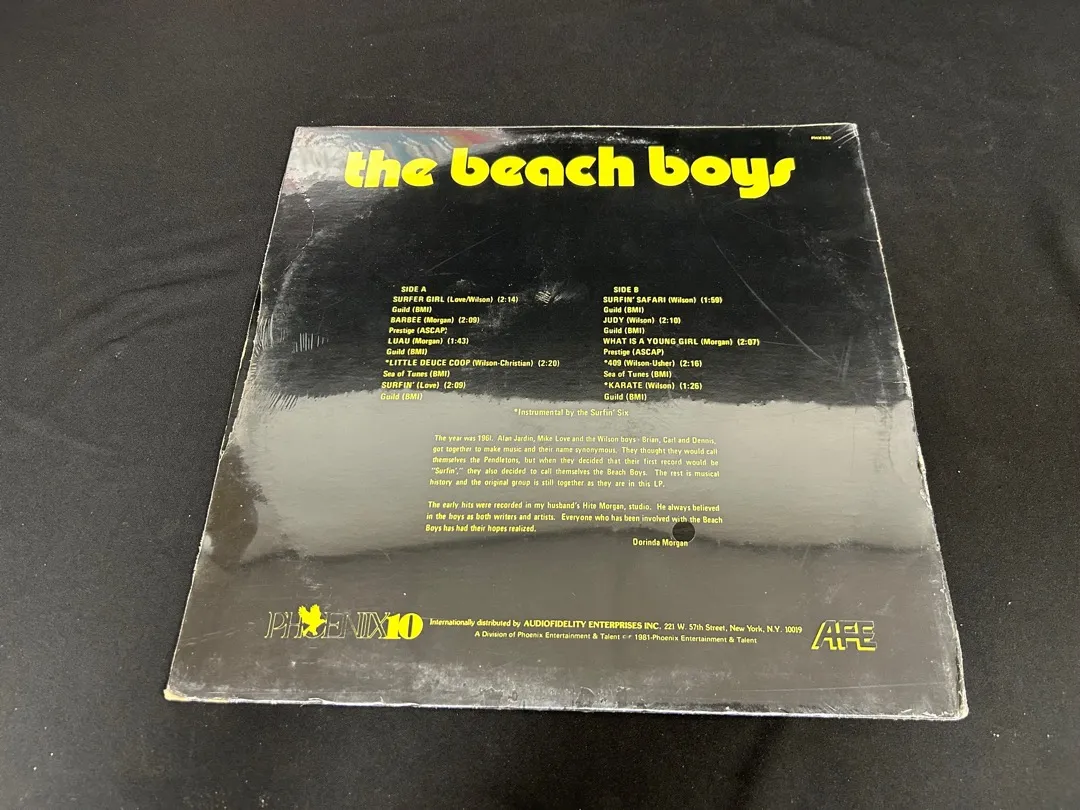 PHX 335
the beach boys
SIDE A
SURFER GIRL (Love/Wilson) (2:14)
Guild (BMI)
BARBEE (Morgan) (2:09)
Prestige (ASCAP)
LUAU (Morgan) (1:43)
Guild (BMI)
*LITTLE DEUCE COOP (Wilson-Christian) (2:20)
Sea of Tunes (BMI)
SURFIN' (Love) (2:09)
Guild (BMI)
SIDE B
SURFIN' SAFARI (Wilson) (1:59)
Guild (BMI)
JUDY (Wilson) (2:10)
Guild (BMI)
WHAT IS A YOUNG GIRL (Morgan) (2:07)
Prestige (ASCAP)
*409 (Wilson-Usher) (2:16)
Sea of Tunes (BMI)
*KARATE (Wilson) (1:26)
Guild (BMI)
*Instrumental by the Surfin' Six
The year was 1961. Alan Jardin, Mike Love and the Wilson boys - Brian, Carl and Dennis,
got together to make music and their name synonymous. They thought they would call
themselves the Pendletons, but when they decided that their first record would be
"Surfin'," they also decided to call themselves the Beach Boys. The rest is musical
history and the original group is still together as they are in this LP.
The early hits were recorded in my husband's Hite Morgan, studio. He always believed
in the boys as both writers and artists. Everyone who has been involved with the Beach
Boys has had their hopes realized.
Dorinda Morgan
PHOENIX10
Internationally distributed by AUDIOFIDELITY ENTERPRISES INC. 221 W. 57th Street, New York, N.Y. 10019
A Division of Phoenix Entertainment & Talent 1981-Phoenix Entertainment & Talent
AFE